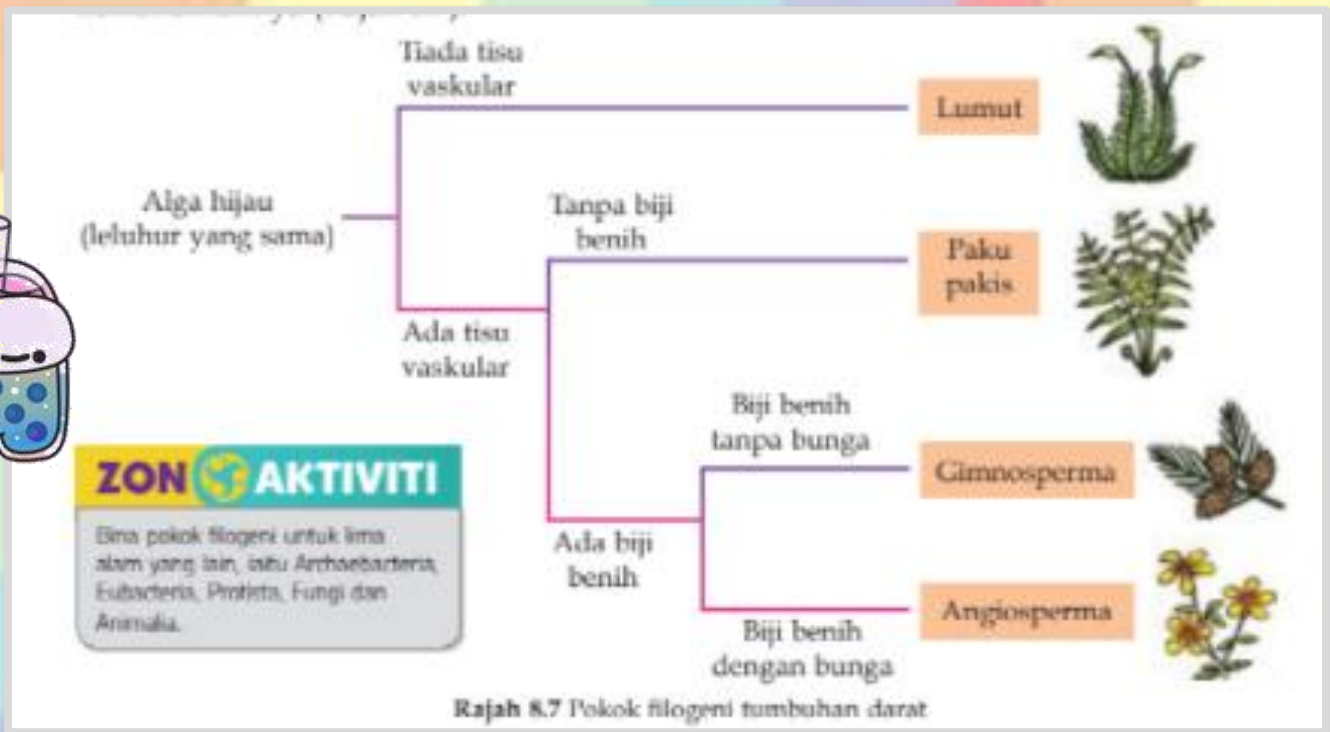 Tiada tisu
vaskular
Lumut
Alga hijau
(leluhur yang sama)
Tanpa biji
benih
Paku
pakis
Ada tisu
vaskular
Biji benih
tanpa bunga
Gimnosperma
Ada biji
benih
Angiosperma
Biji benih
dengan bunga
ZON AKTIVITI
Bina pokok filogeni untuk lima
alam yang lain, iaitu Archaebacteria,
Eubacteria, Protista, Fungi dan
Animalia.
Rajah 8.7 Pokok filogeni tumbuhan darat